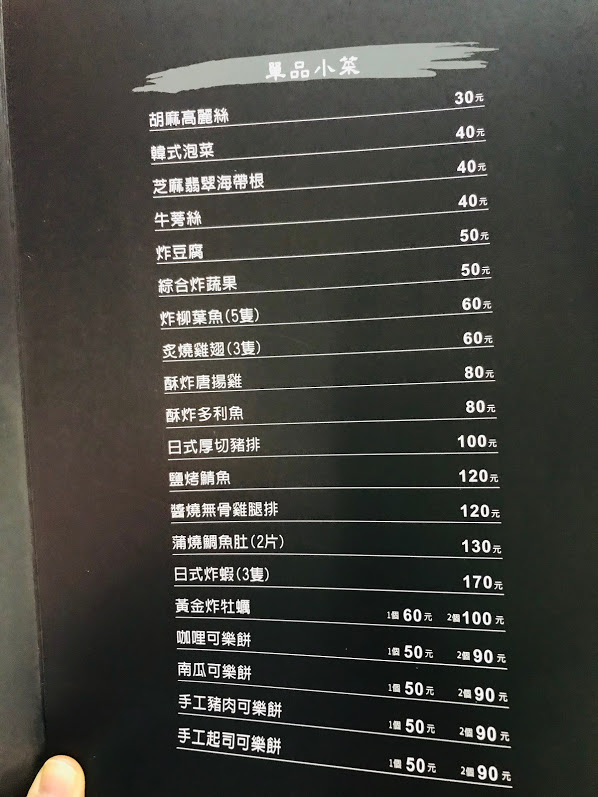 單品小菜
胡麻高麗絲 30元
韓式泡菜 40元
芝麻翡翠海帶根 40元
牛蒡絲 40元
炸豆腐 50元
綜合炸蔬果 50元
炸柳葉魚(5隻) 60元
炙燒雞翅(3隻) 60元
酥炸唐揚雞 80元
酥炸多利魚 80元
日式厚切豬排 100元
鹽烤鯖魚 120元
醬燒無骨雞腿排 120元
蒲燒鯛魚肚(2片) 130元
日式炸蝦(3隻) 170元
黃金炸牡蠣 1個60元 2個100元
咖哩可樂餅 1個50元 2個90元
南瓜可樂餅 1個50元 2個90元
手工豬肉可樂餅 1個50元 2個90元
手工起司可樂餅 1個50元 2個90元